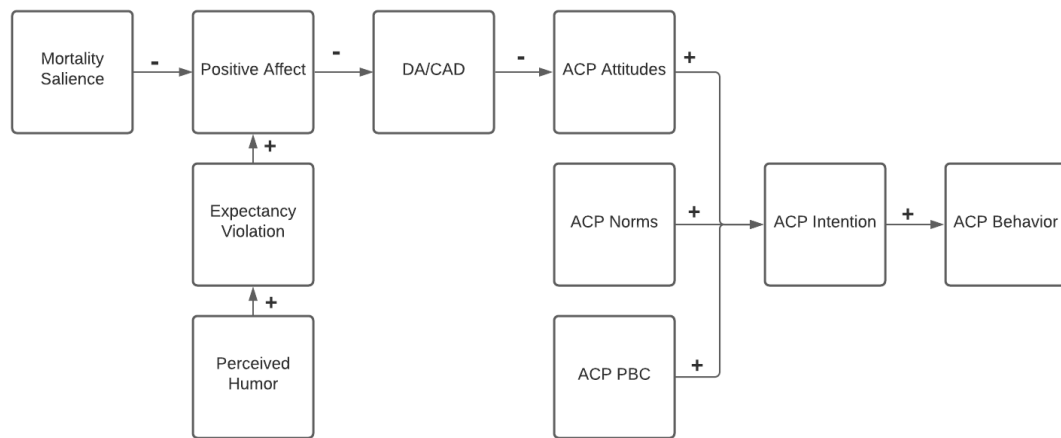 Mortality
Salience
-
Positive Affect
-
DA/CAD
-
ACP Attitudes
+
+
Expectancy
Violation
ACP Norms
+
ACP Intention
+
ACP Behavior
+
Perceived
Humor
ACP PBC
+